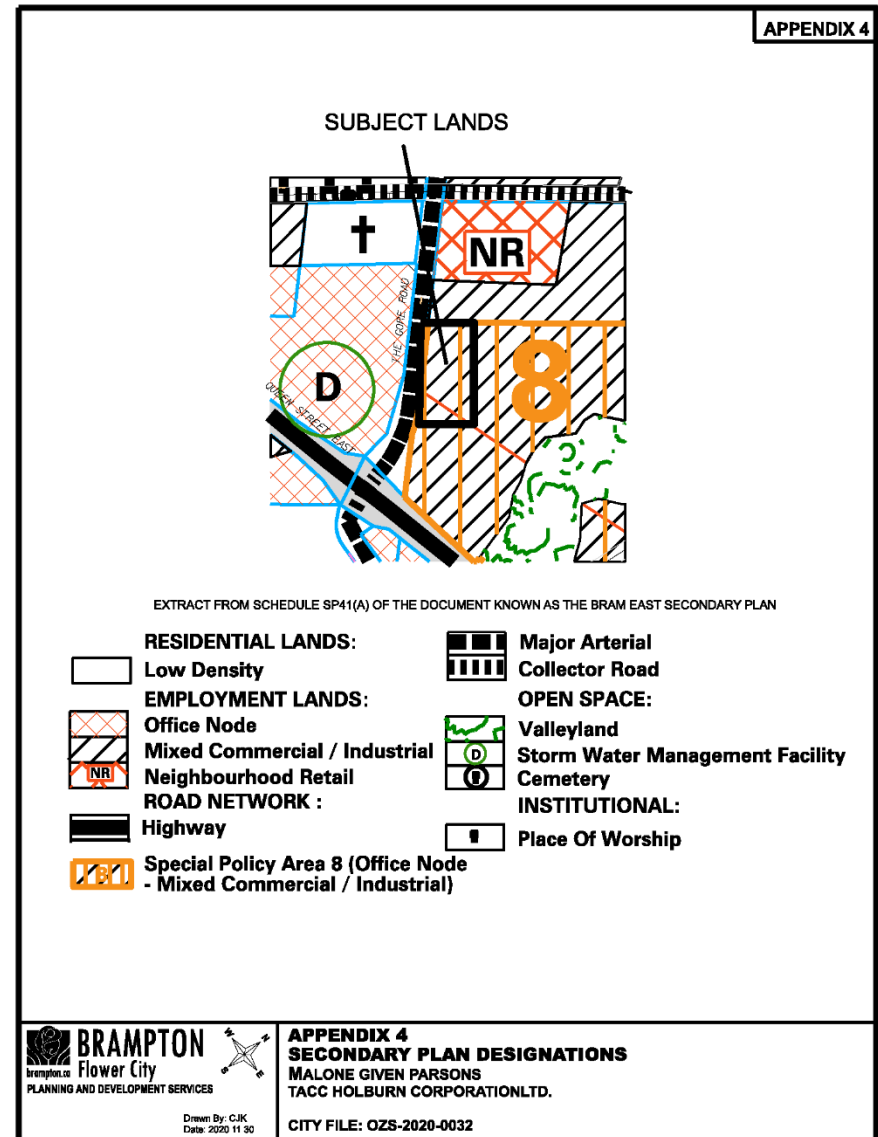 APPENDIX 4
SUBJECT LANDS
NR
THE GORE ROAD
8
D
QUEEN STREET EAST
EXTRACT FROM SCHEDULE SP41(A) OF THE DOCUMENT KNOWN AS THE BRAM EAST SECONDARY PLAN
RESIDENTIAL LANDS:
Low Density
EMPLOYMENT LANDS:
Office Node
Mixed Commercial / Industrial
NR Neighbourhood Retail
ROAD NETWORK :
Highway
8 Special Policy Area 8 (Office Node
- Mixed Commercial / Industrial)
Major Arterial
Collector Road
OPEN SPACE:
Valleyland
D Storm Water Management Facility
Cemetery
INSTITUTIONAL:
Place Of Worship
BRAMPTON
brampton.ca Flower City
PLANNING AND DEVELOPMENT SERVICES
W N
S E
Drawn By: CJK
Date: 2020 11 30
APPENDIX 4
SECONDARY PLAN DESIGNATIONS
MALONE GIVEN PARSONS
TACC HOLBURN CORPORATIONLTD.
CITY FILE: OZS-2020-0032